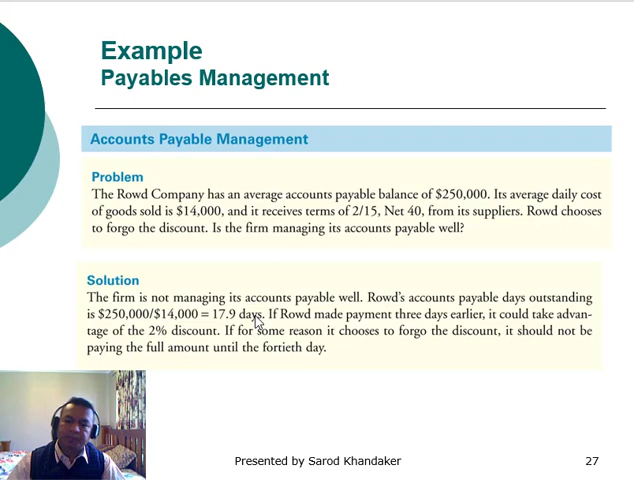 Example
Payables Management
Accounts Payable Management
Problem
The Rowd Company has an average accounts payable balance of $250,000. Its average daily cost
of goods sold is $14,000, and it receives terms of 2/15, Net 40, from its suppliers. Rowd chooses
to forgo the discount. Is the firm managing its accounts payable well?
Solution
The firm is not managing its accounts payable well. Rowd's accounts payable days outstanding
is $250,000/$14,000 = 17.9 days. If Rowd made payment three days earlier, it could take advan-
tage of the 2% discount. If for some reason it chooses to forgo the discount, it should not be
paying the full amount until the fortieth day.
Presented by Sarod Khandaker
27